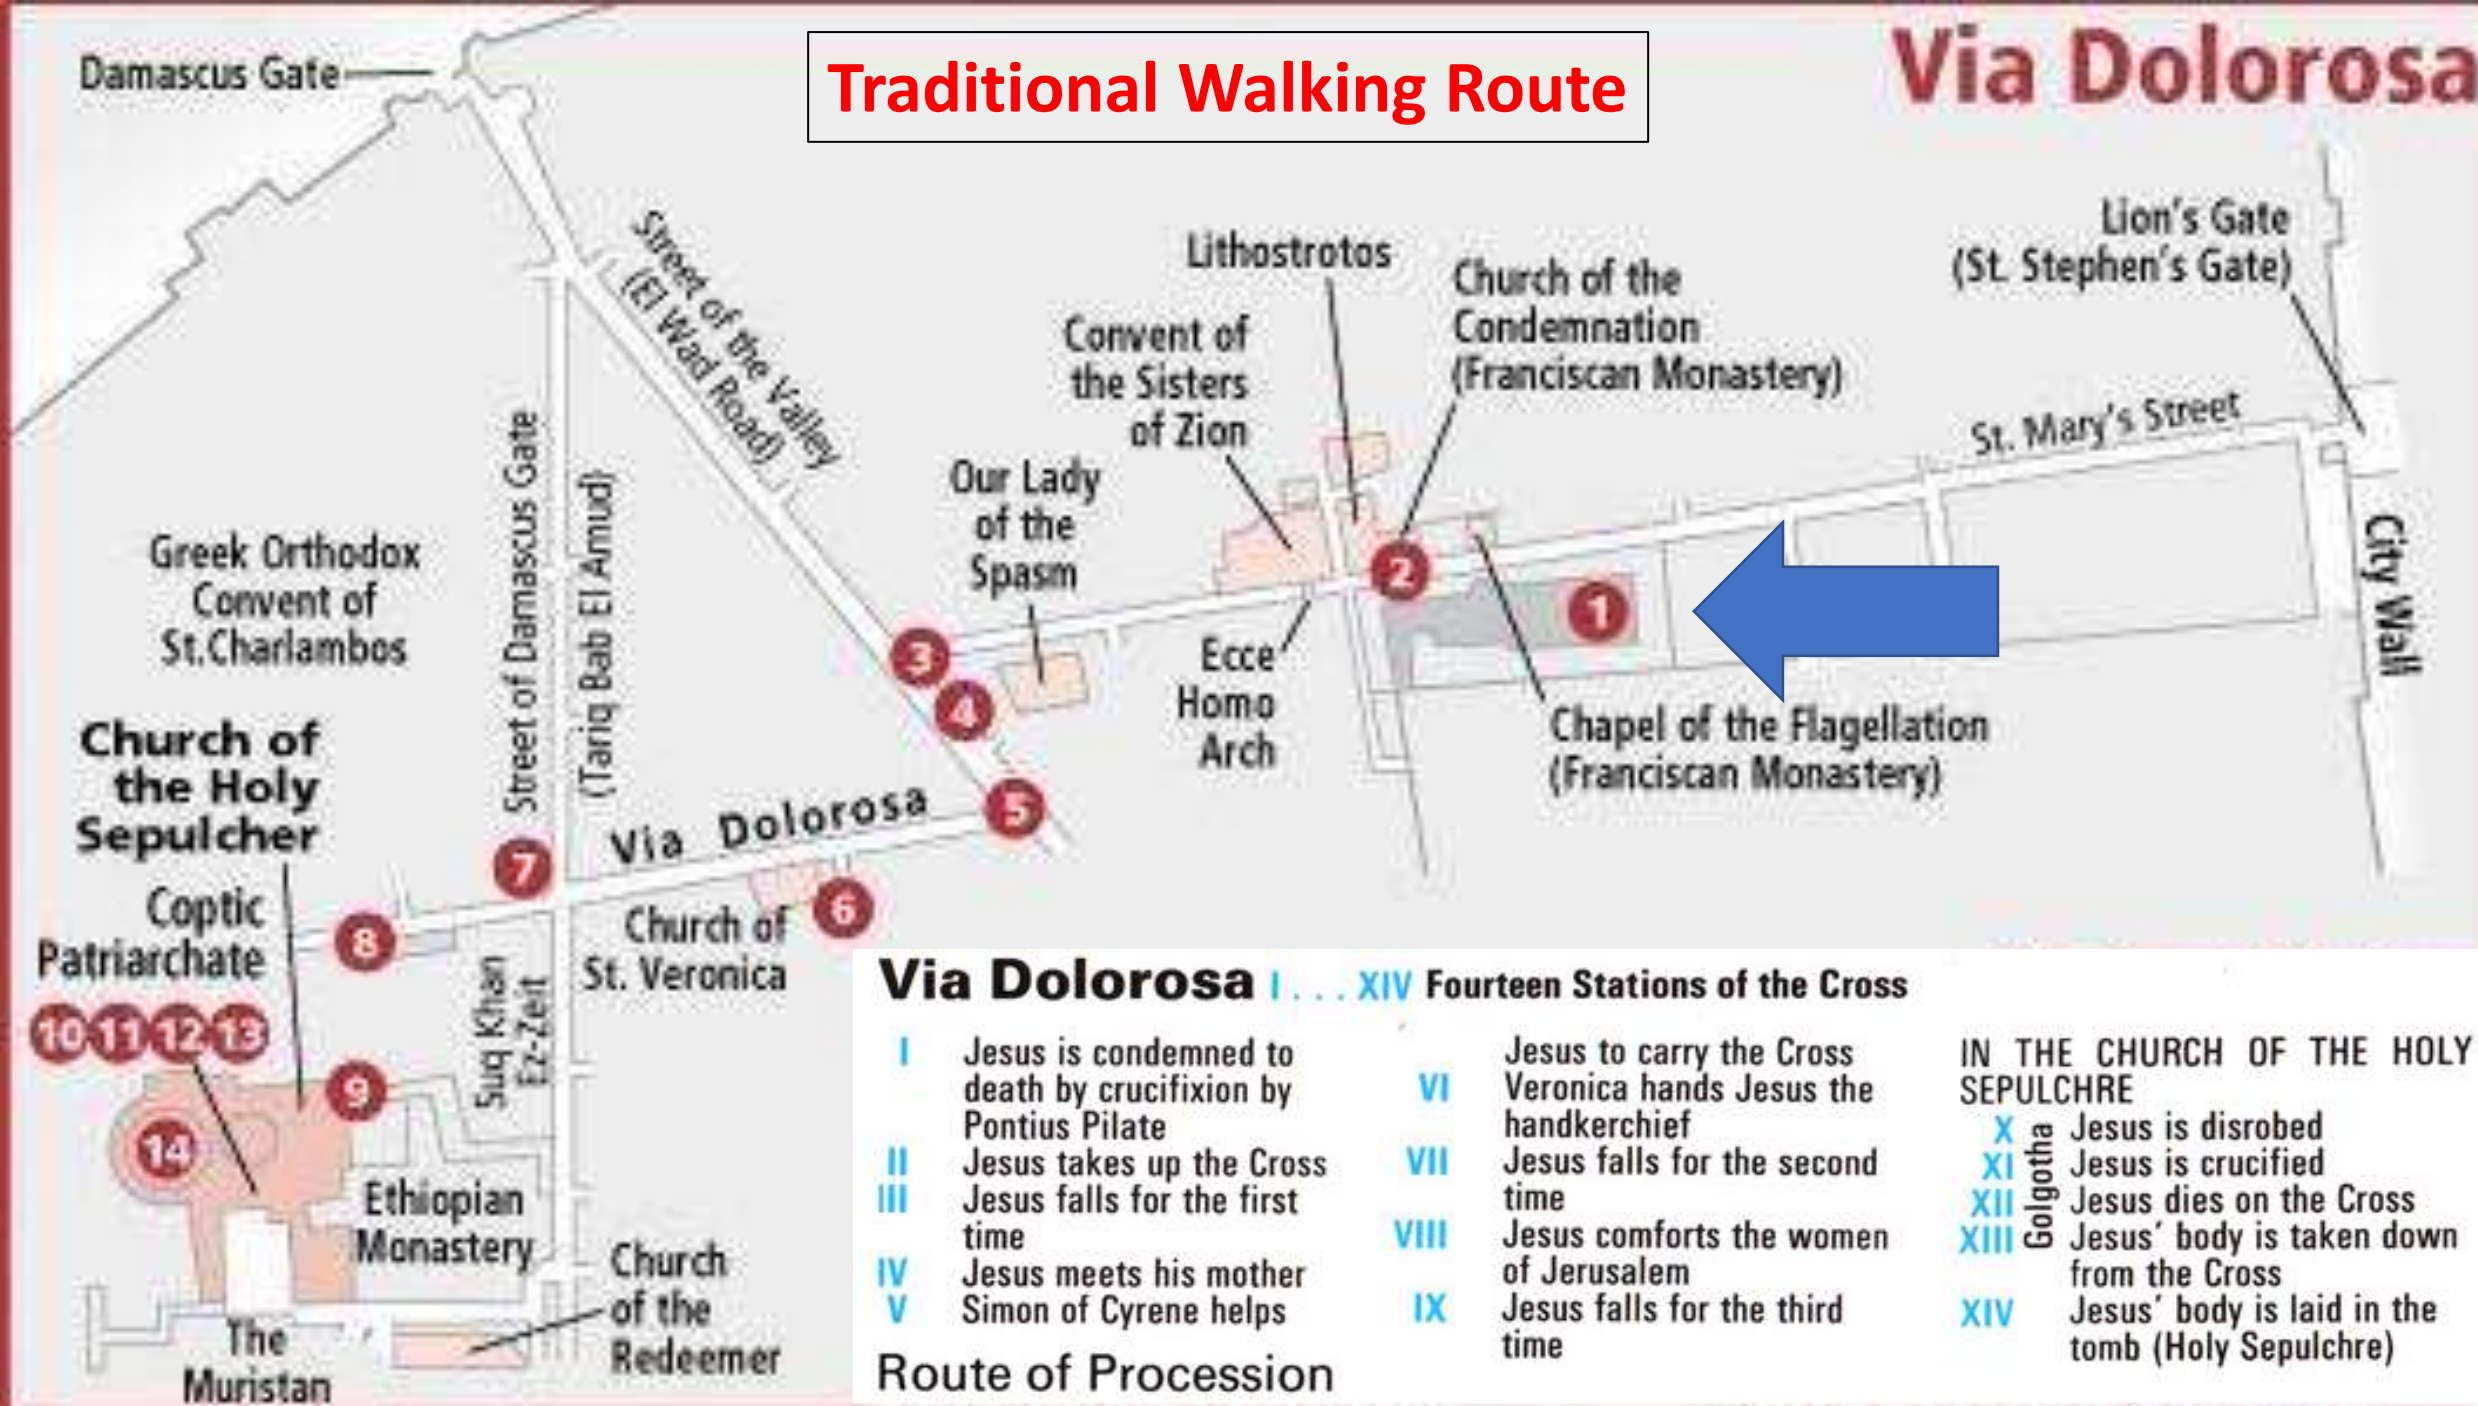 Traditional Walking Route
Via Dolorosa
Damascus Gate
Street of the Valley
(El Wad Road)
Lithostrotos
Church of the
Condemnation
(Franciscan Monastery)
Lion's Gate
(St. Stephen's Gate)
Convent of
the Sisters
of Zion
St. Mary's Street
Our Lady
of the
Spasm
Street of Damascus Gate
(Tariq Bab El Amud)
Greek Orthodox
Convent of
St.Charlambos
City Wall
2
1
3
4
Ecce
Homo
Arch
Chapel of the Flagellation
(Franciscan Monastery)
Church of
the Holy
Sepulcher
5
Via Dolorosa
7
6
Coptic
Patriarchate
8
Church of
St. Veronica
Suq Khan
Ez-Zeit
10 11 12 13
9
14
Ethiopian
Monastery
Church
of the
Redeemer
The
Muristan
Via Dolorosa I . . . XIV Fourteen Stations of the Cross
I Jesus is condemned to
death by crucifixion by
Pontius Pilate
II Jesus takes up the Cross
III Jesus falls for the first
time
IV Jesus meets his mother
V Simon of Cyrene helps
Jesus to carry the Cross
VI Veronica hands Jesus the
handkerchief
VII Jesus falls for the second
time
VIII Jesus comforts the women
of Jerusalem
IX Jesus falls for the third
time
IN THE CHURCH OF THE HOLY
SEPULCHRE
Golgotha
X Jesus is disrobed
XI Jesus is crucified
XII Jesus dies on the Cross
XIII Jesus' body is taken down
from the Cross
XIV Jesus' body is laid in the
tomb (Holy Sepulchre)
Route of Procession